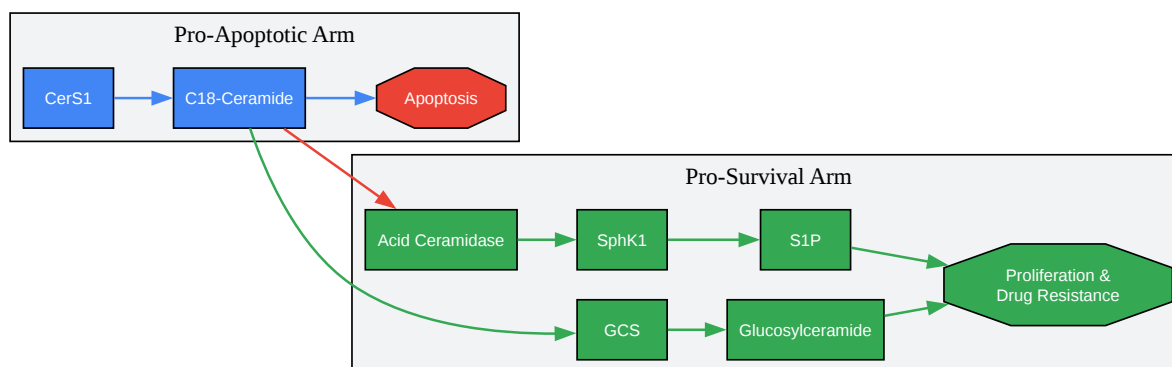 Pro-Apoptotic Arm
CerS1
C18-Ceramide
Apoptosis
Pro-Survival Arm
Acid Ceramidase
SphK1
S1P
Proliferation &
Drug Resistance
GCS
Glucosylceramide